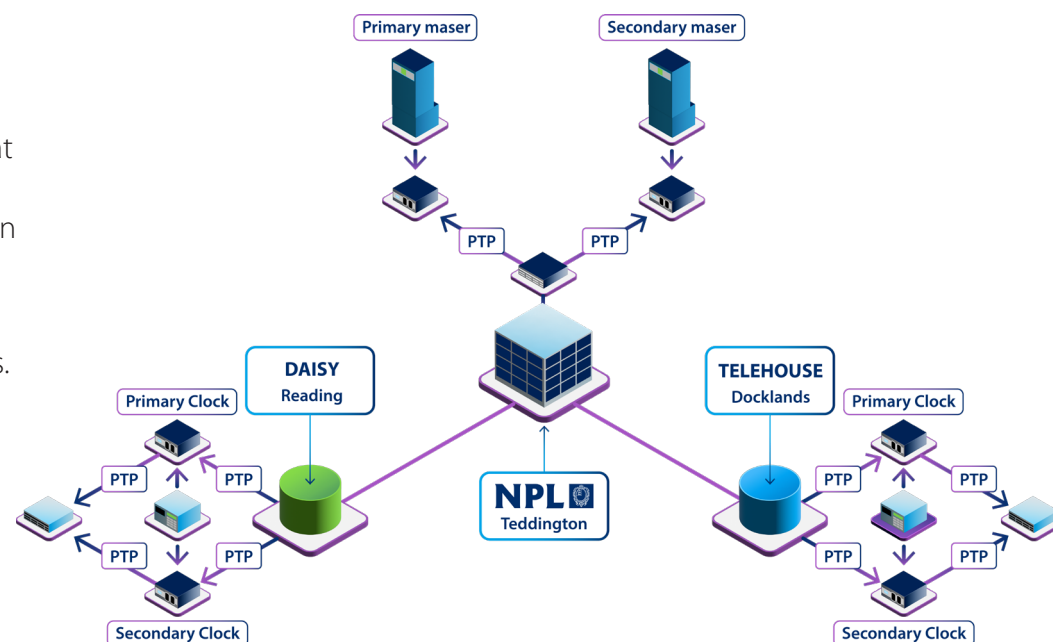 Primary maser
Secondary maser
PTP
PTP
DAISY
Reading
TELEHOUSE
Docklands
Primary Clock
Primary Clock
PTP
PTP
NPL
Teddington
PTP
PTP
PTP
PTP
PTP
PTP
Secondary Clock
Secondary Clock